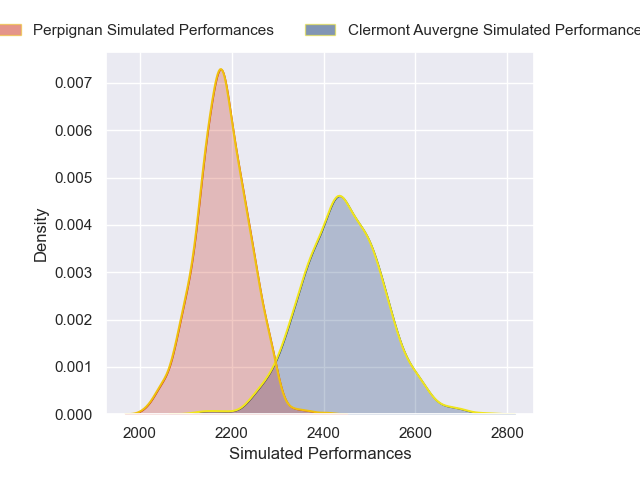 Perpignan Simulated Performances Clermont Auvergne Simulated Performance
0.007
0.006
0.005
0.004
0.003
0.002
0.001
0.000
Density
2000 2200 2400 2600 2800
Simulated Performances